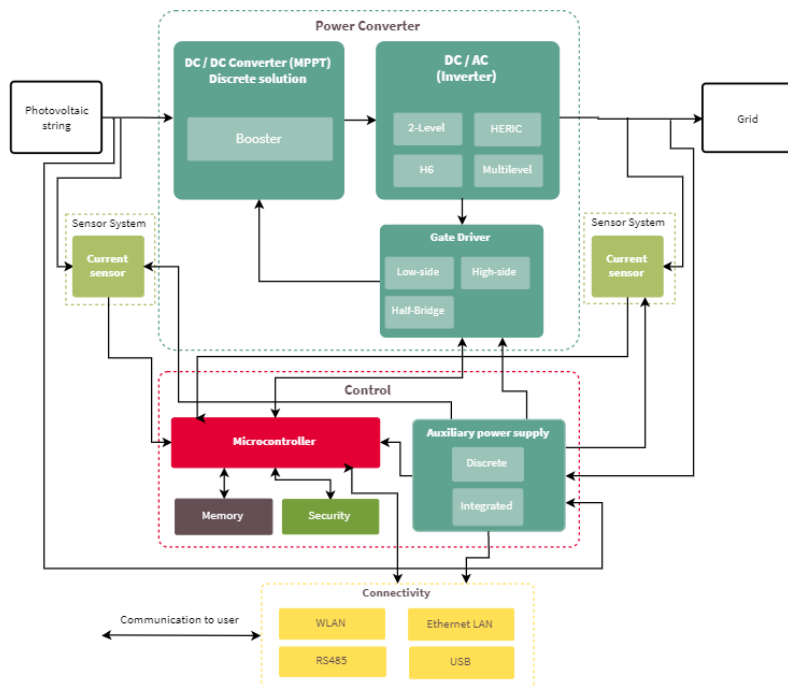 Power Converter
DC / DC Converter (MPPT)
Discrete solution
Booster
DC / AC
(Inverter)
2-Level
HERIC
H6
Multilevel
Photovoltaic
string
Grid
Sensor System
Current
sensor
Gate Driver
Low-side
High-side
Half-Bridge
Sensor System
Current
sensor
Control
Microcontroller
Memory
Security
Auxiliary power supply
Discrete
Integrated
Connectivity
Communication to user
WLAN
Ethernet LAN
RS485
USB